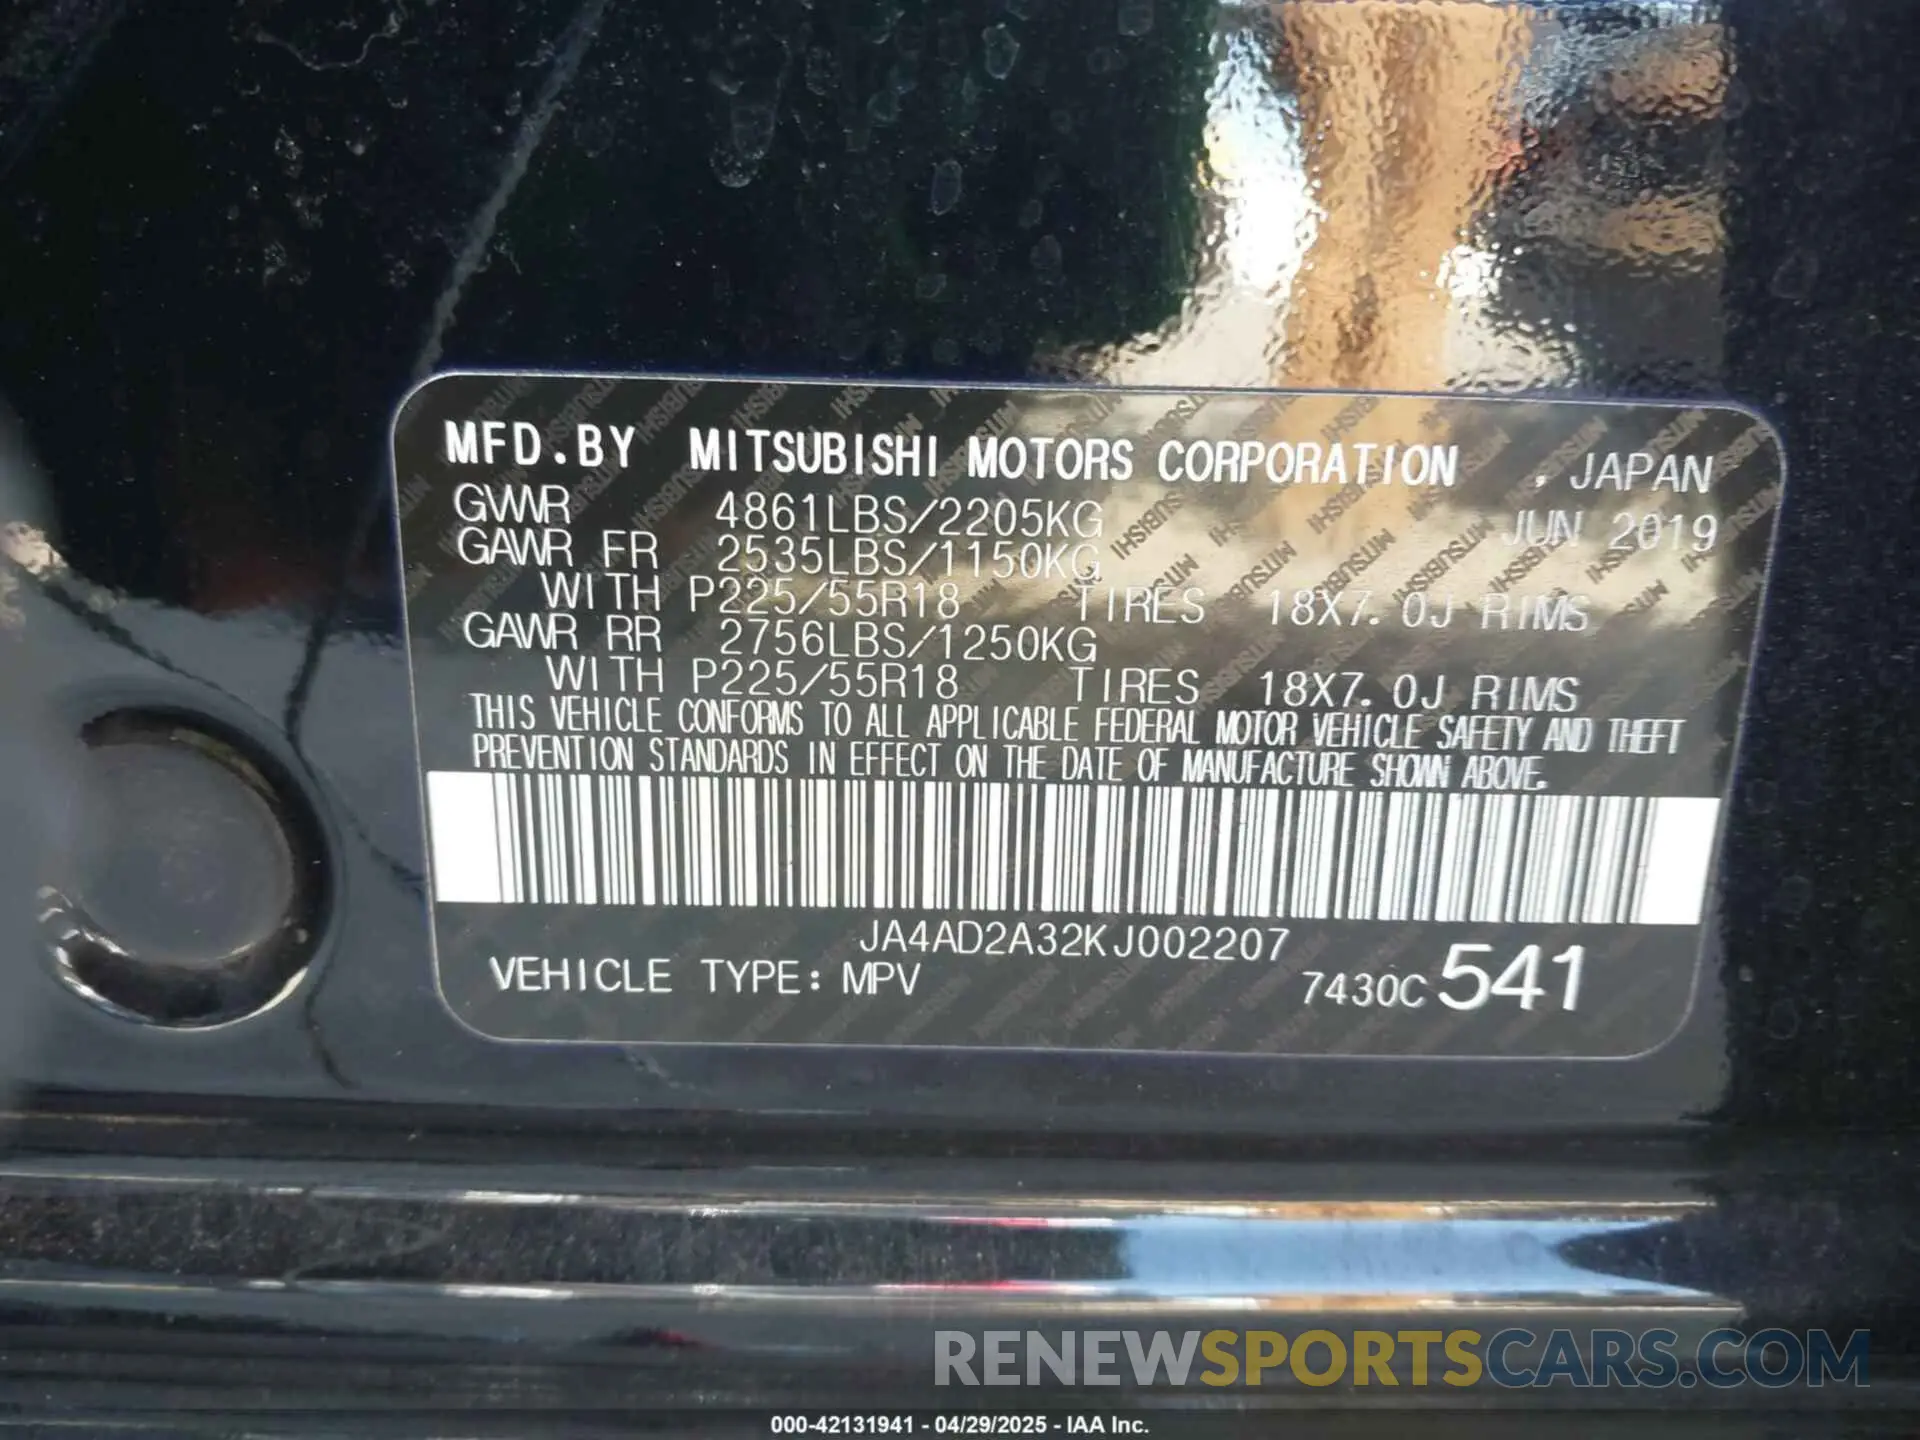 MFD.BY MITSUBISHI MOTORS CORPORATION , JAPAN
GVWR 4861LBS/2205KG JUN 2019
GAWR FR 2535LBS/1150KG
WITH P225/55R18 TIRES 18X7.0J RIMS
GAWR RR 2756LBS/1250KG
WITH P225/55R18 TIRES 18X7.0J RIMS
THIS VEHICLE CONFORMS TO ALL APPLICABLE FEDERAL MOTOR VEHICLE SAFETY AND THEFT
PREVENTION STANDARDS IN EFFECT ON THE DATE OF MANUFACTURE SHOWN ABOVE.
JA4AD2A32KJ002207
VEHICLE TYPE: MPV 7430C 541
RENEWSPORTSCARS.COM
000-42131941 - 04/29/2025 - IAA Inc.